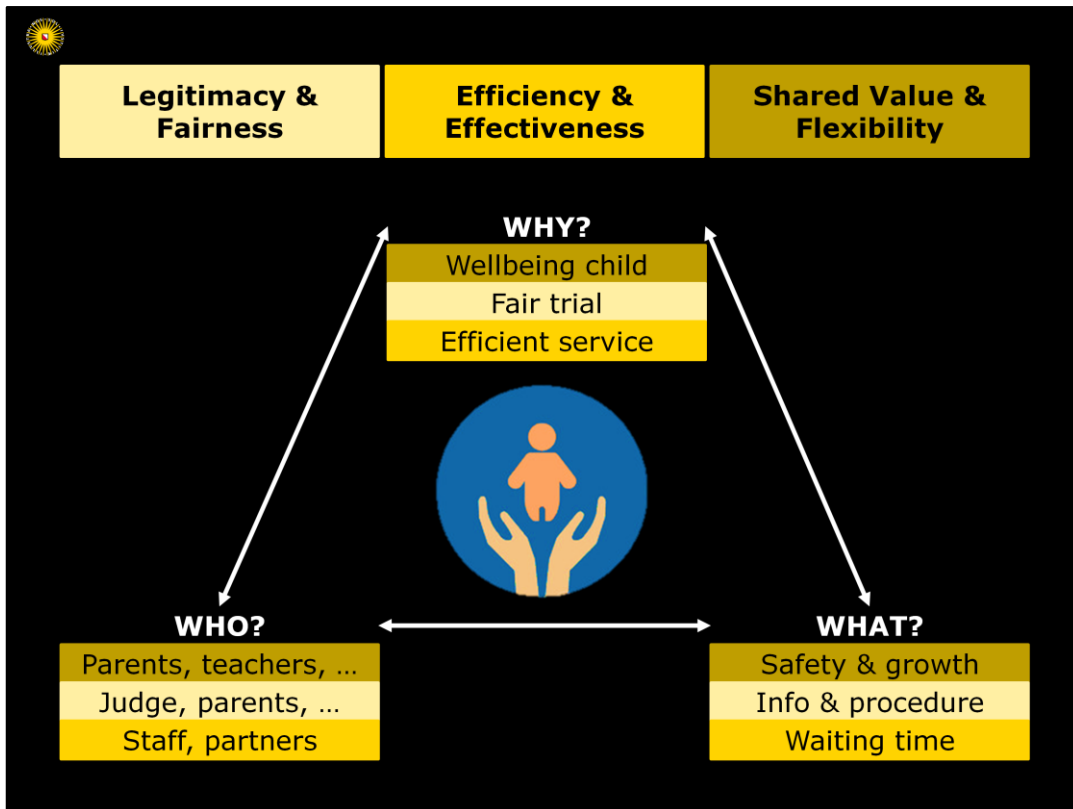 Legitimacy &
Fairness
Efficiency &
Effectiveness
Shared Value &
Flexibility
WHY?
Wellbeing child
Fair trial
Efficient service
WHO?
Parents, teachers, …
Judge, parents, …
Staff, partners
WHAT?
Safety & growth
Info & procedure
Waiting time